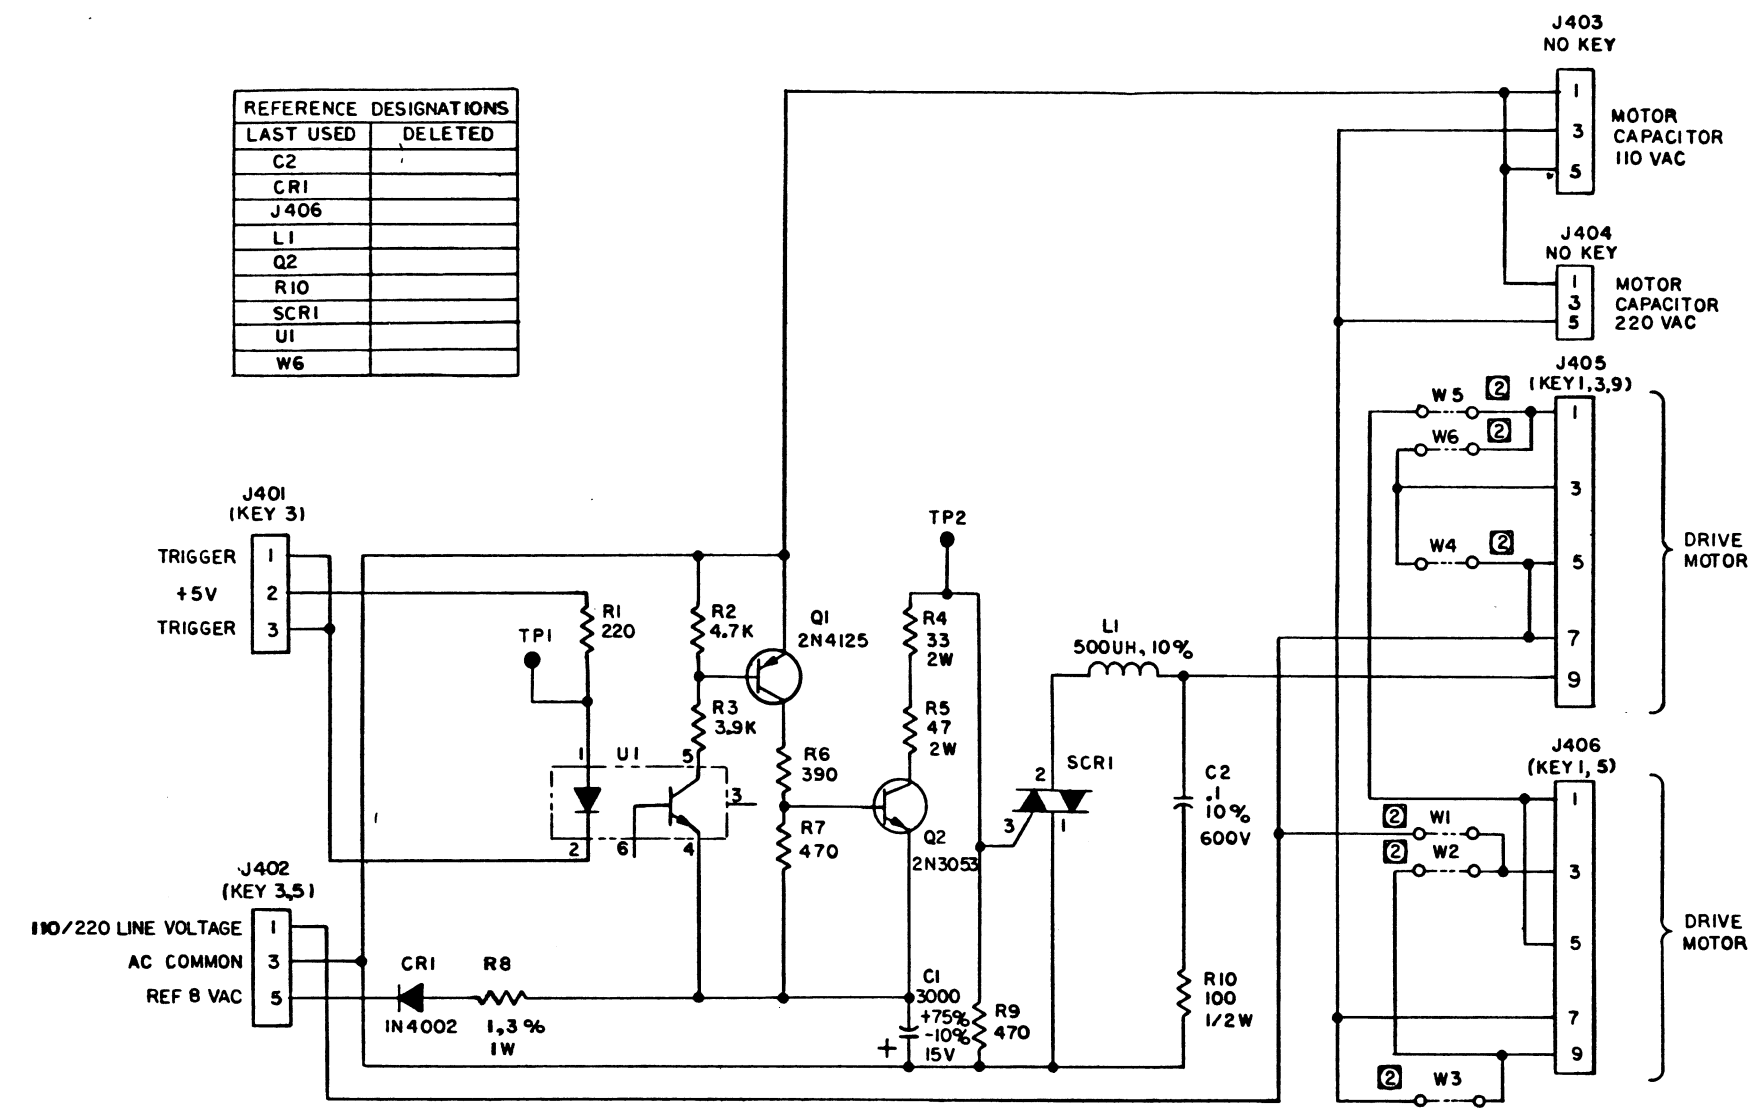 J403
NO KEY
1
3
5
MOTOR
CAPACITOR
110 VAC
REFERENCE DESIGNATIONS
LAST USED DELETED
C2
CR1
J406
L1
Q2
R10
SCR1
U1
W6
J404
NO KEY
1
3
5
MOTOR
CAPACITOR
220 VAC
J405
(KEY 1,3,9)
1
3
5
7
9
W5 2
W6 2
W4 2
DRIVE
MOTOR
J401
(KEY 3)
TRIGGER 1
+5V 2
TRIGGER 3
TP1
R1
220
R2
4.7K
Q1
2N4125
R3
3.9K
TP2
R4
33
2W
R5
47
2W
L1
500UH, 10%
U1
1
5
3
2
6
4
R6
390
R7
470
Q2
2N3053
SCR1
2
3
1
C2
.1
10%
600V
J406
(KEY 1, 5)
1
3
5
7
9
2 W1
2 W2
2 W3
DRIVE
MOTOR
J402
(KEY 3,5)
110/220 LINE VOLTAGE 1
AC COMMON 3
REF 8 VAC 5
CR1
1N4002
R8
1,3%
1W
C1
3000
+75%
-10%
15V
+
R9
470
R10
100
1/2W